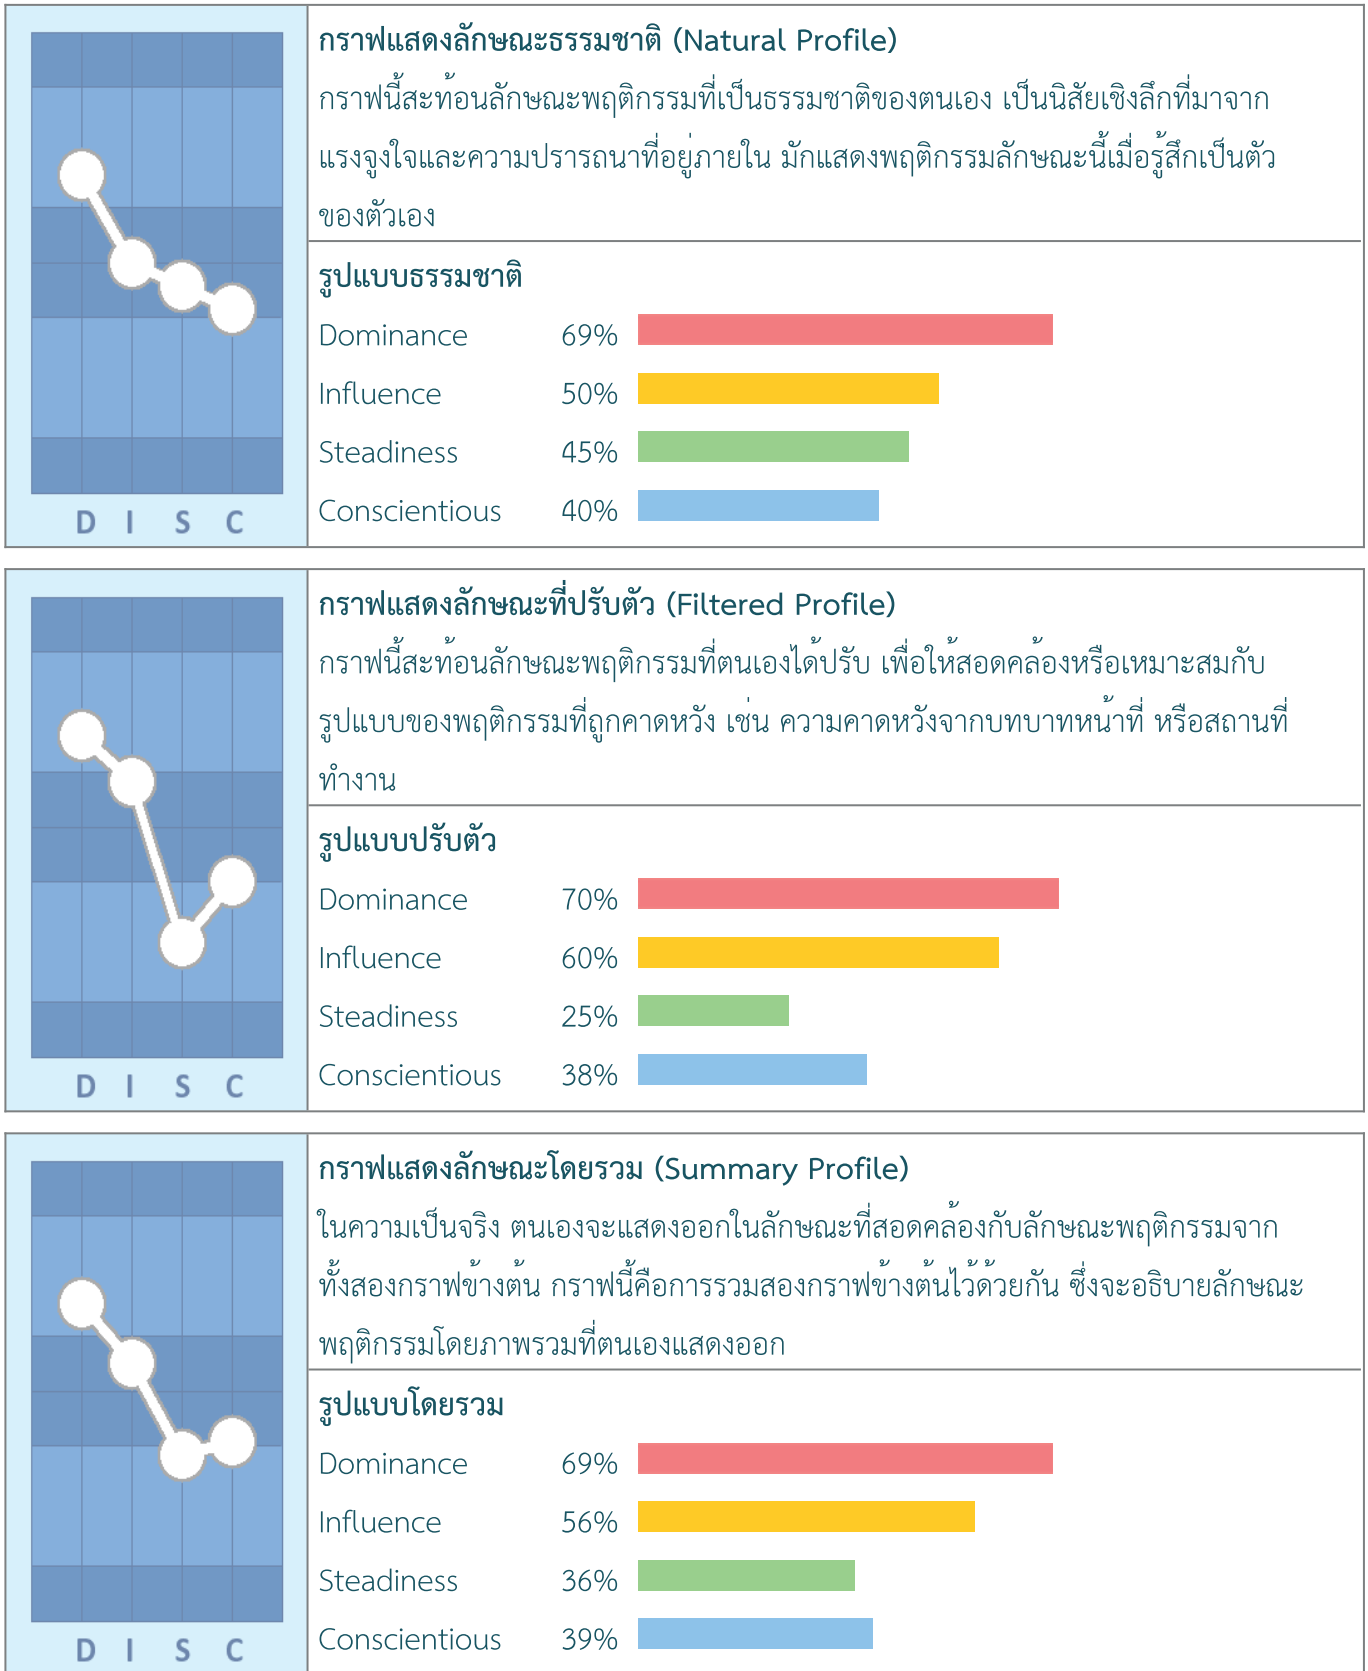 กราฟแสดงลักษณะธรรมชาติ (Natural Profile)
กราฟนี้สะท้อนลักษณะพฤติกรรมที่เป็นธรรมชาติของตนเอง เป็นนิสัยเชิงลึกที่มาจาก
แรงจูงใจและความปรารถนาที่อยู่ภายใน มักแสดงพฤติกรรมลักษณะนี้เมื่อรู้สึกเป็นตัว
ของตัวเอง
รูปแบบธรรมชาติ
Dominance 69%
Influence 50%
Steadiness 45%
Conscientious 40%
D I S C
กราฟแสดงลักษณะที่ปรับตัว (Filtered Profile)
กราฟนี้สะท้อนลักษณะพฤติกรรมที่ตนเองได้ปรับ เพื่อให้สอดคล้องหรือเหมาะสมกับ
รูปแบบของพฤติกรรมที่ถูกคาดหวัง เช่น ความคาดหวังจากบทบาทหน้าที่ หรือสถานที่
ทำงาน
รูปแบบปรับตัว
Dominance 70%
Influence 60%
Steadiness 25%
Conscientious 38%
D I S C
กราฟแสดงลักษณะโดยรวม (Summary Profile)
ในความเป็นจริง ตนเองจะแสดงออกในลักษณะที่สอดคล้องกับลักษณะพฤติกรรมจาก
ทั้งสองกราฟข้างต้น กราฟนี้คือการรวมสองกราฟข้างต้นไว้ด้วยกัน ซึ่งจะอธิบายลักษณะ
พฤติกรรมโดยภาพรวมที่ตนเองแสดงออก
รูปแบบโดยรวม
Dominance 69%
Influence 56%
Steadiness 36%
Conscientious 39%
D I S C